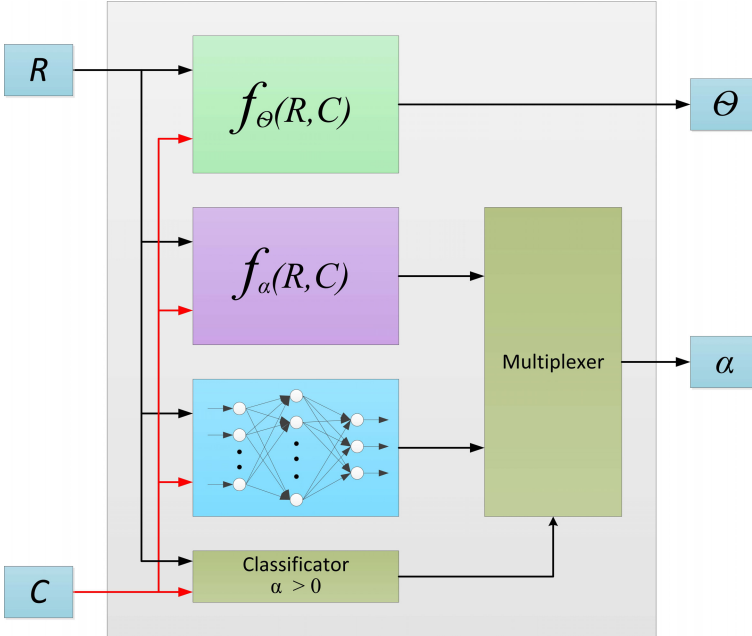 R
fΘ(R,C)
Θ
fα(R,C)
Multiplexer
α
Classificator
α > 0
C